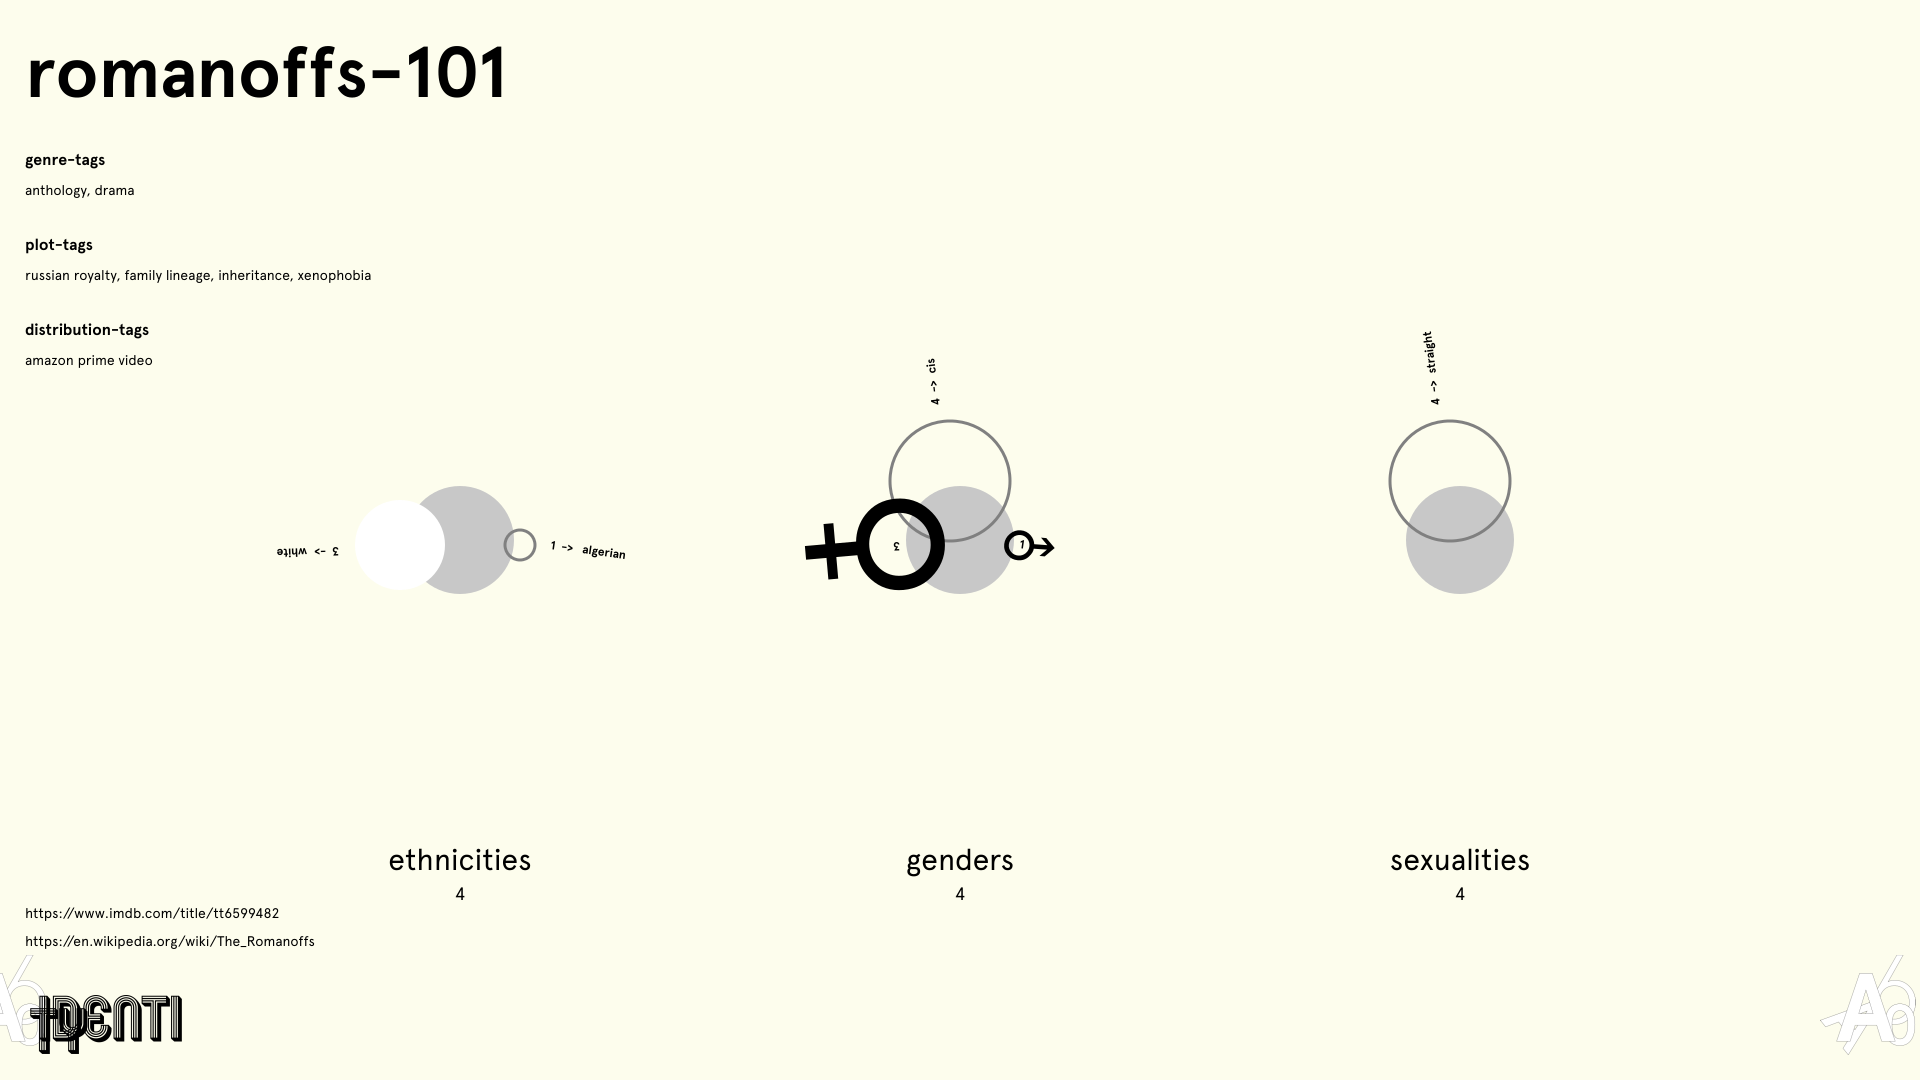 romanoffs-101
genre-tags
anthology, drama
plot-tags
russian royalty, family lineage, inheritance, xenophobia
distribution-tags
amazon prime video
3 -> white
1 -> algerian
4 -> cis
3
1
4 -> straight
ethnicities
4
genders
4
sexualities
4
https://www.imdb.com/title/tt6599482
https://en.wikipedia.org/wiki/The_Romanoffs
IDENTI